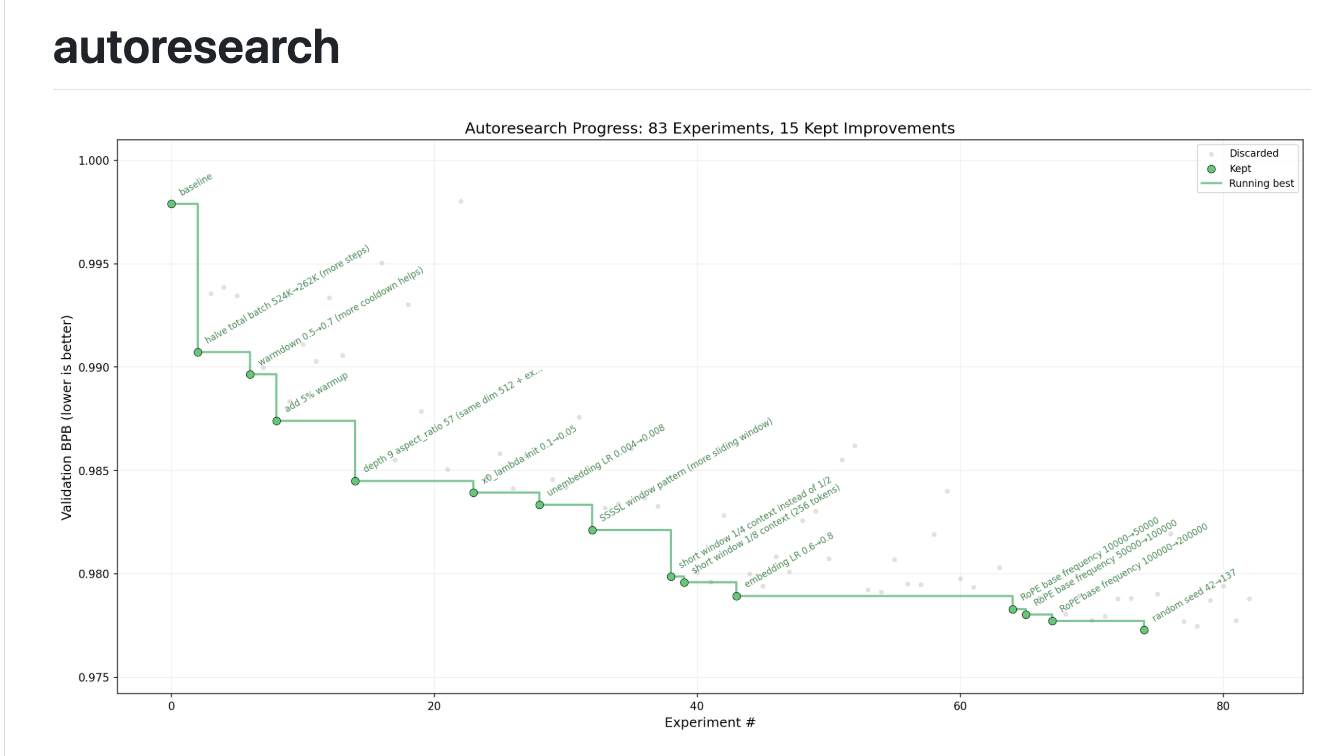 autoresearch
Autoresearch Progress: 83 Experiments, 15 Kept Improvements
Discarded
Kept
Running best
Validation BPB (lower is better)
1.000
0.995
0.990
0.985
0.980
0.975
baseline
halve total batch 524K→262K (more steps)
warmdown 0.5→0.7 (more cooldown helps)
add 5% warmup
depth 9 aspect_ratio 57 (same dim 512 + ex...
x0_lambda init 0.1→0.05
unembedding LR 0.004→0.008
SSSSL window pattern (more sliding window)
short window 1/4 context instead of 1/2
short window 1/8 context (256 tokens)
embedding LR 0.6→0.8
RoPE base frequency 10000→50000
RoPE base frequency 50000→100000
RoPE base frequency 100000→200000
random seed 42→137
0
20
40
60
80
Experiment #